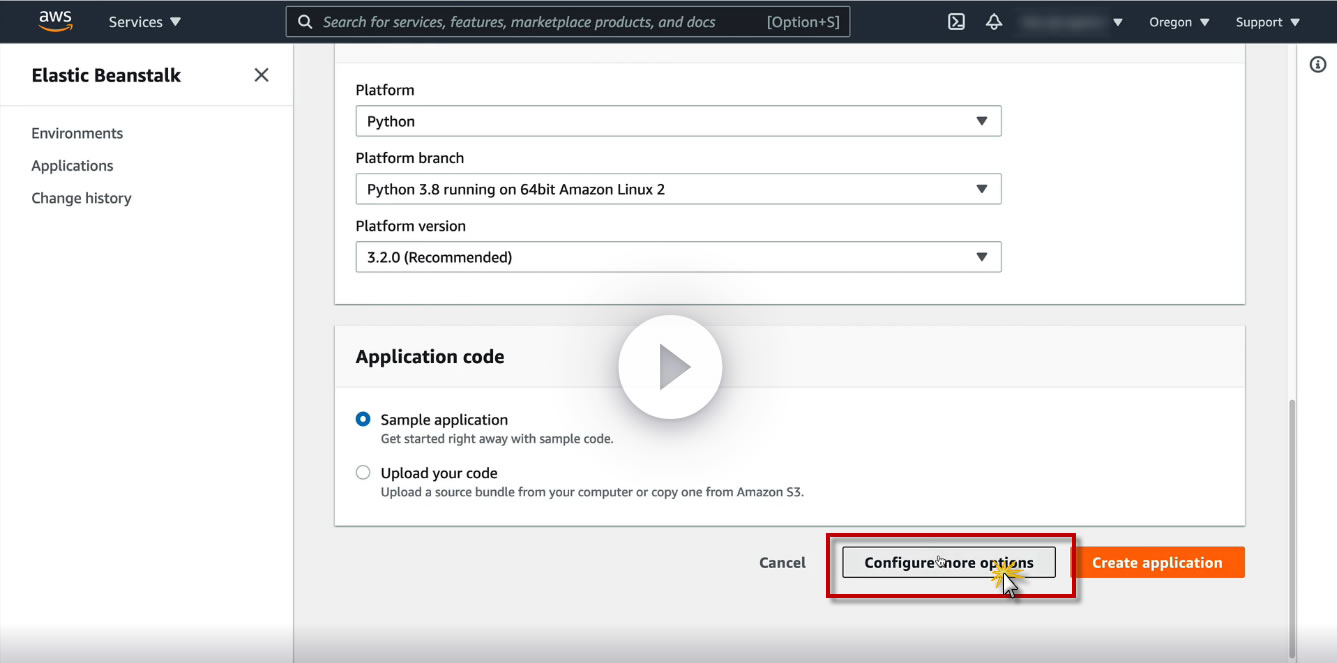 aws
Services
Search for services, features, marketplace products, and docs [Option+S]
Oregon
Support
Elastic Beanstalk
Environments
Applications
Change history
Platform
Python
Platform branch
Python 3.8 running on 64bit Amazon Linux 2
Platform version
3.2.0 (Recommended)
Application code
Sample application
Get started right away with sample code.
Upload your code
Upload a source bundle from your computer or copy one from Amazon S3.
Cancel
Configure more options
Create application